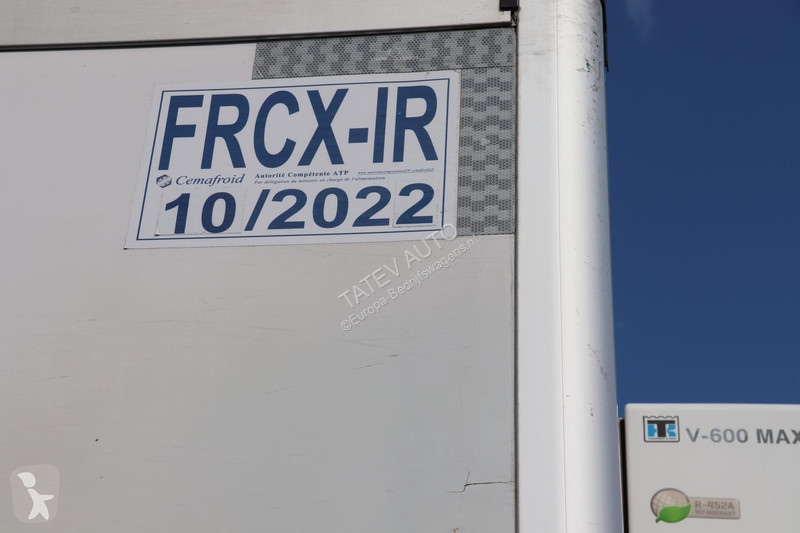 FRCX-IR
Cemafroid
Autorité Compétente ATP
Par délégation du ministre en charge de l'alimentation
10/2022
TATEV AUTO
©Europa-Bedrijfswagens.nl
V-600 MAX
R-452A
REFRIGERANT